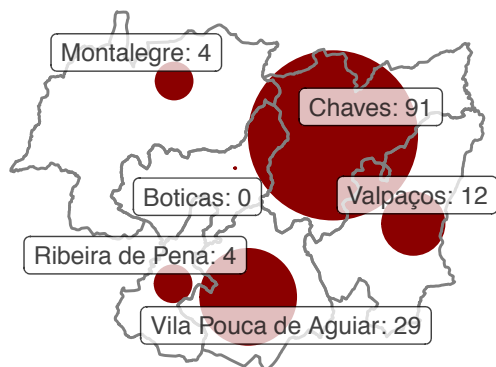 Montalegre: 4
Chaves: 91
Boticas: 0
Valpaços: 12
Ribeira de Pena: 4
Vila Pouca de Aguiar: 29